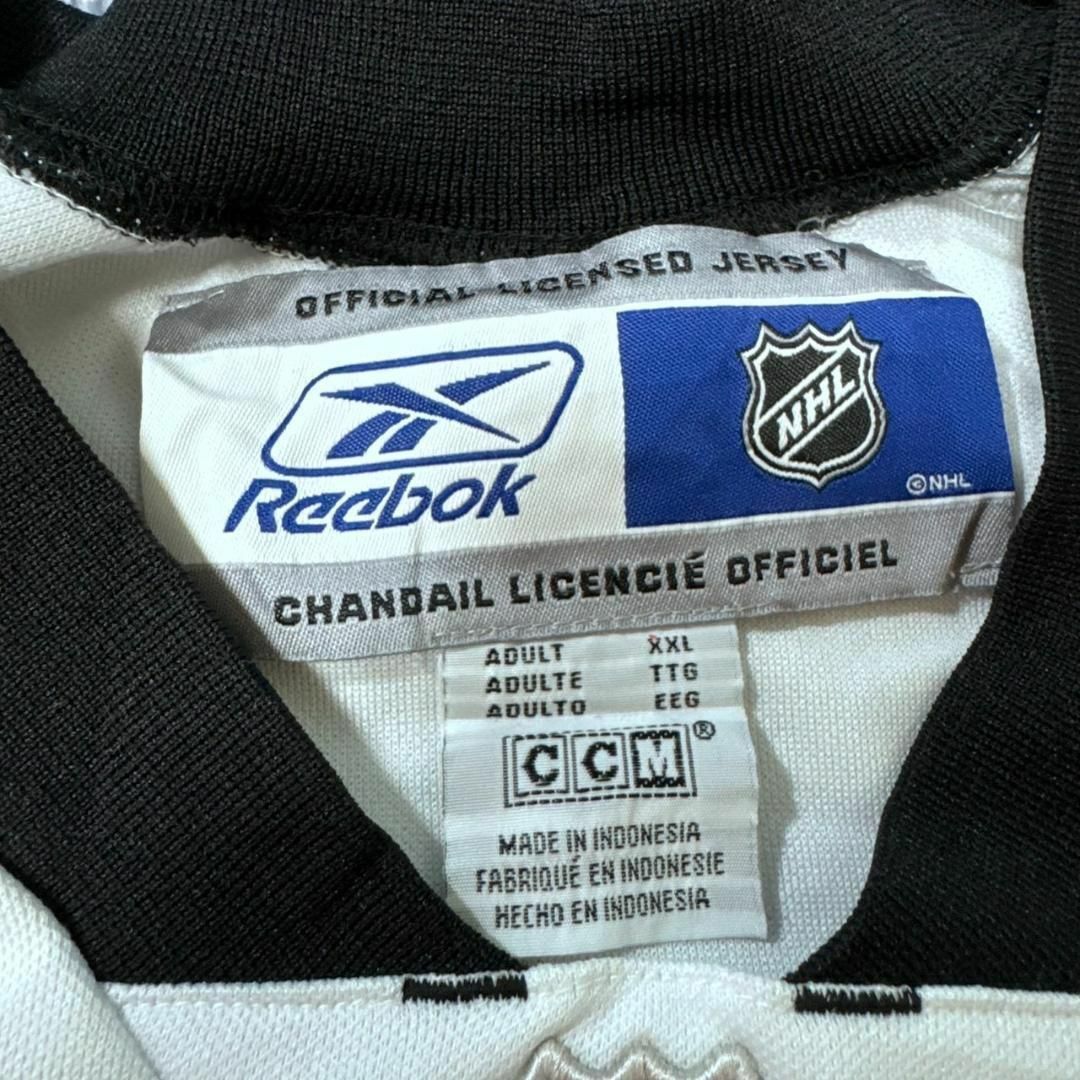 OFFICIAL LICENSED JERSEY
Reebok
NHL
©NHL
CHANDAIL LICENCIÉ OFFICIEL
ADULT XXL
ADULTE TTG
ADULTO EEG
CCM®
MADE IN INDONESIA
FABRIQUÉ EN INDONESIE
HECHO EN INDONESIA